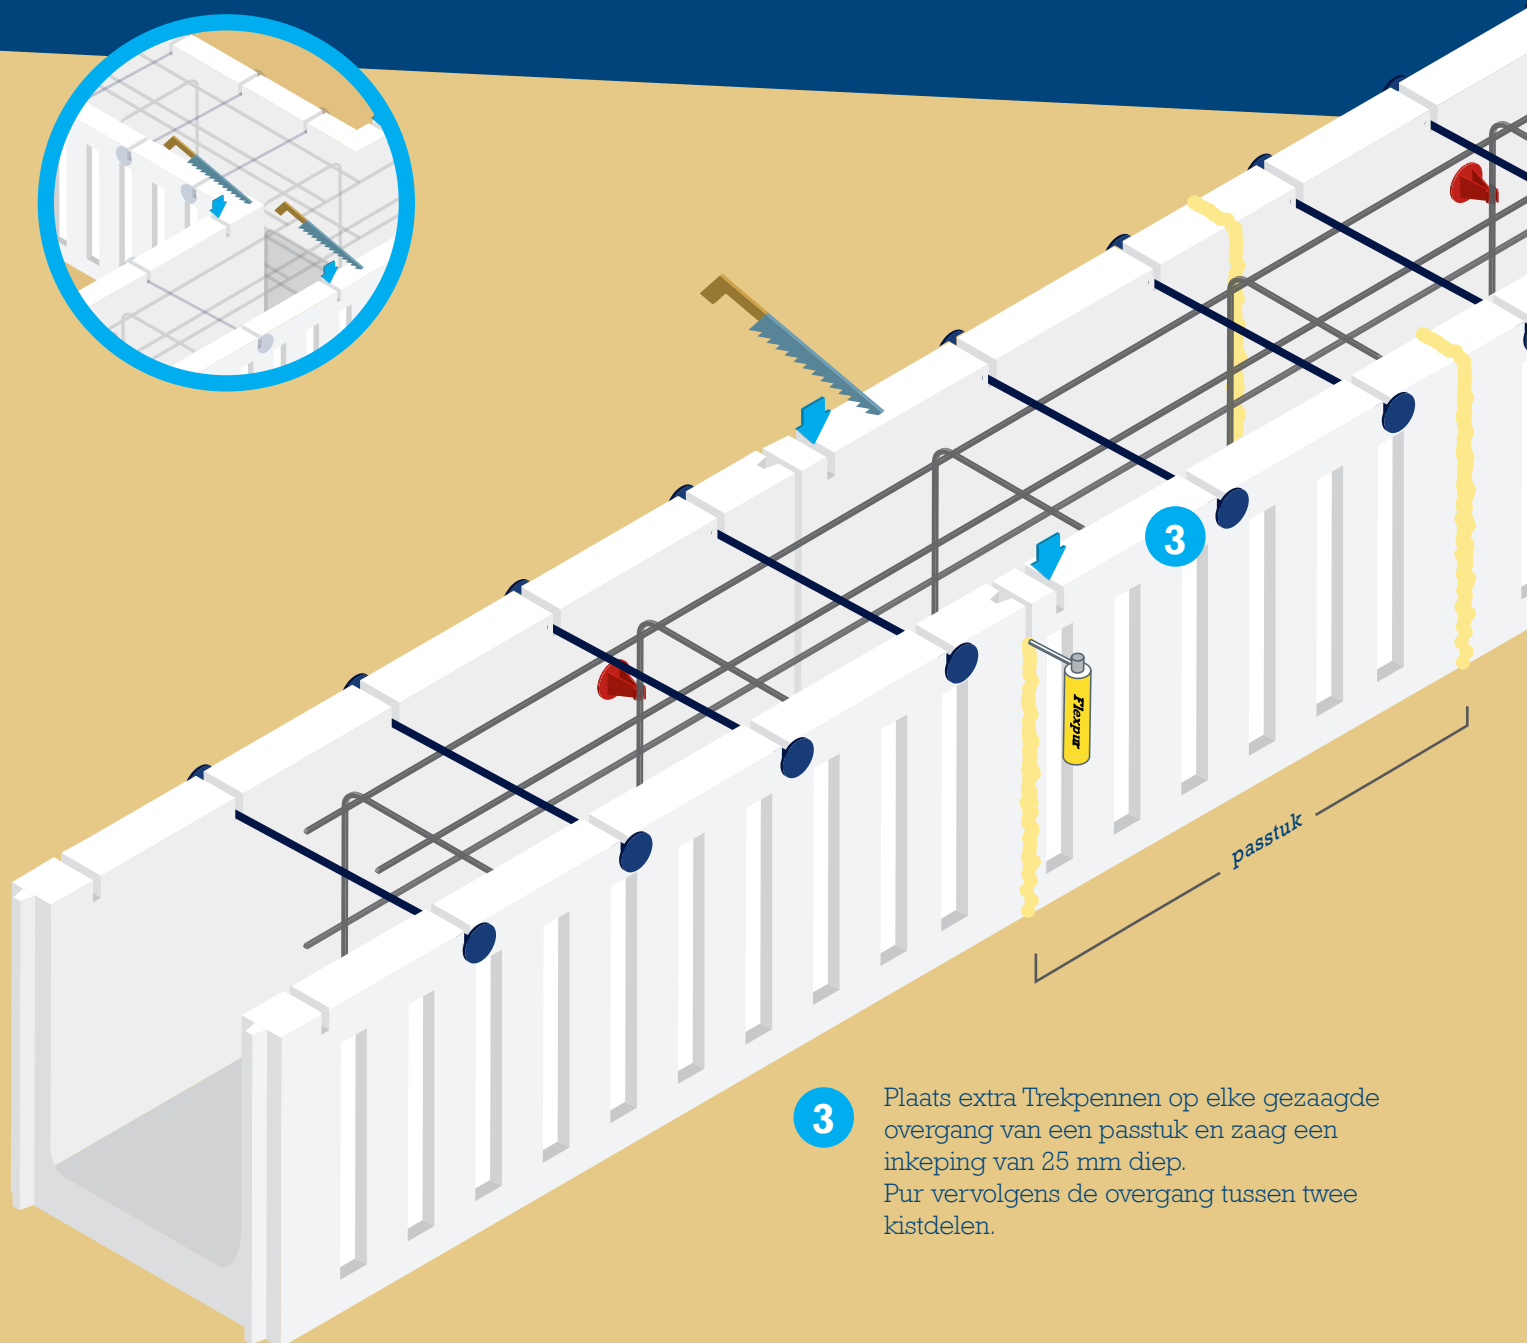 3
Flexpur
passtuk
3
Plaats extra Trekpennen op elke gezaagde
overgang van een passtuk en zaag een
inkeping van 25 mm diep.
Pur vervolgens de overgang tussen twee
kistdelen.